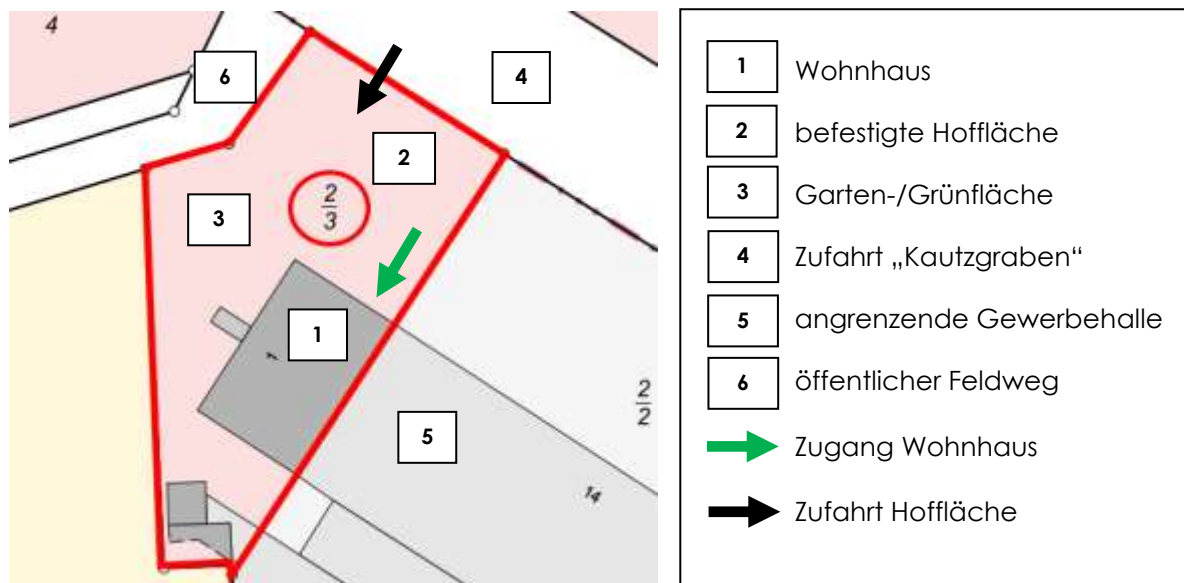 4
6
4
2
3
2
3
1
1
5
2
2
14
1 Wohnhaus
2 befestigte Hoffläche
3 Garten-/Grünfläche
4 Zufahrt „Kautzgraben“
5 angrenzende Gewerbehalle
6 öffentlicher Feldweg
Zugang Wohnhaus
Zufahrt Hoffläche